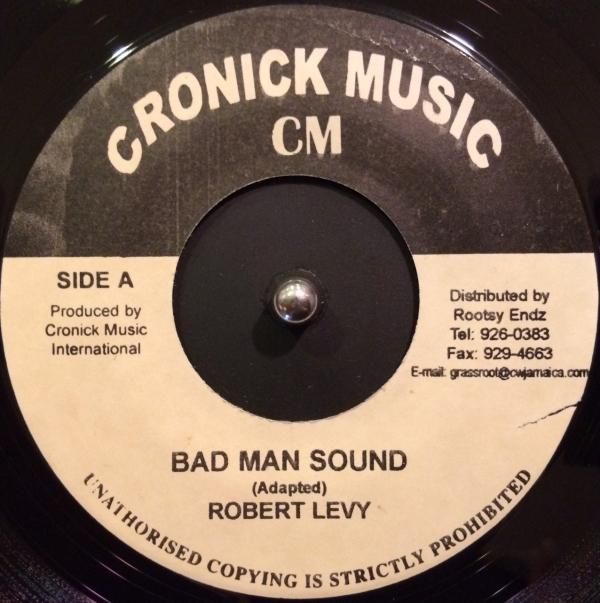 CRONICK MUSIC
CM
SIDE A
Produced by
Cronick Music
International
Distributed by
Rootsy Endz
Tel: 926-0383
Fax: 929-4663
E-mail: grassroot@cwjamaica.com
BAD MAN SOUND
(Adapted)
ROBERT LEVY
UNATHORISED COPYING IS STRICTLY PROHIBITED